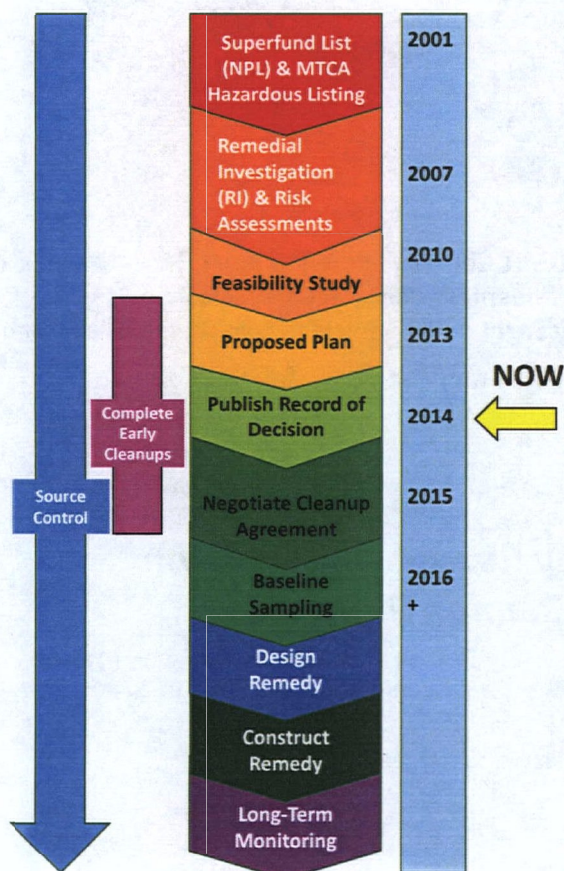 Superfund List
(NPL) & MTCA
Hazardous Listing
2001
Remedial
Investigation
(RI) & Risk
Assessments
2007
Feasibility Study
2010
Proposed Plan
2013
NOW
Publish Record of
Decision
2014
Complete
Early
Cleanups
Source
Control
Negotiate Cleanup
Agreement
2015
Baseline
Sampling
2016
+
Design
Remedy
Construct
Remedy
Long-Term
Monitoring